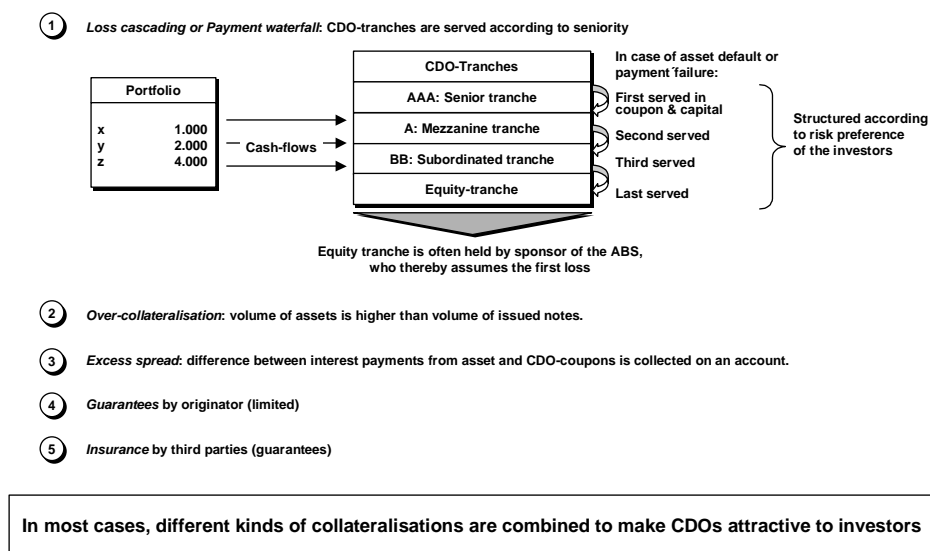 1 Loss cascading or Payment waterfall: CDO-tranches are served according to seniority
Portfolio
x 1.000
y 2.000
z 4.000
Cash-flows
CDO-Tranches
AAA: Senior tranche
A: Mezzanine tranche
BB: Subordinated tranche
Equity-tranche
In case of asset default or
payment´failure:
First served in
coupon & capital
Second served
Third served
Last served
Structured according
to risk preference
of the investors
Equity tranche is often held by sponsor of the ABS,
who thereby assumes the first loss
2 Over-collateralisation: volume of assets is higher than volume of issued notes.
3 Excess spread: difference between interest payments from asset and CDO-coupons is collected on an account.
4 Guarantees by originator (limited)
5 Insurance by third parties (guarantees)
In most cases, different kinds of collateralisations are combined to make CDOs attractive to investors